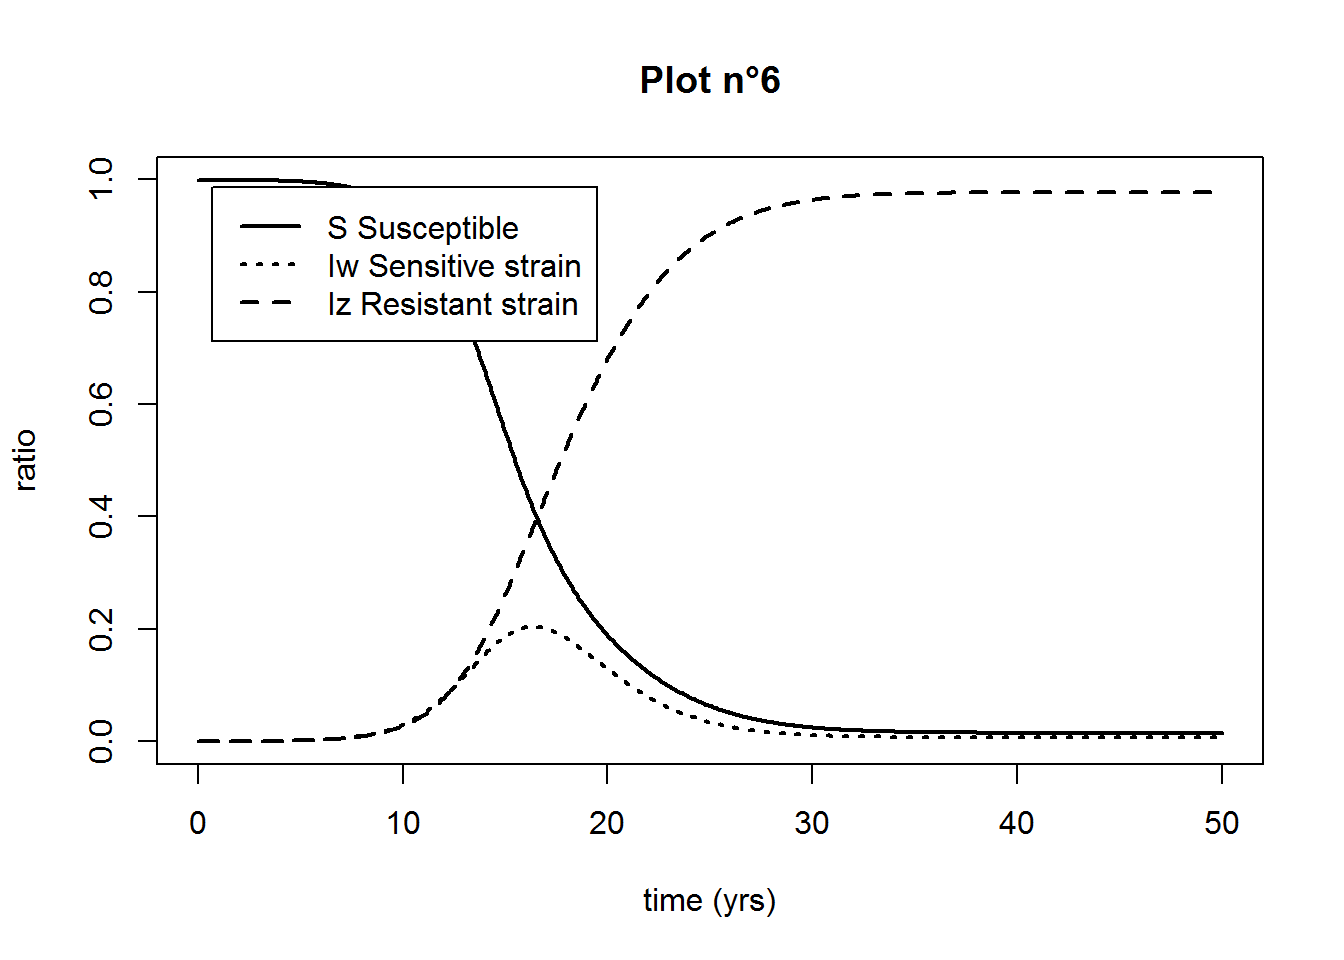 Plot n°6
1.0
0.8
0.6
0.4
0.2
0.0
ratio
S Susceptible
Iw Sensitive strain
Iz Resistant strain
0 10 20 30 40 50
time (yrs)